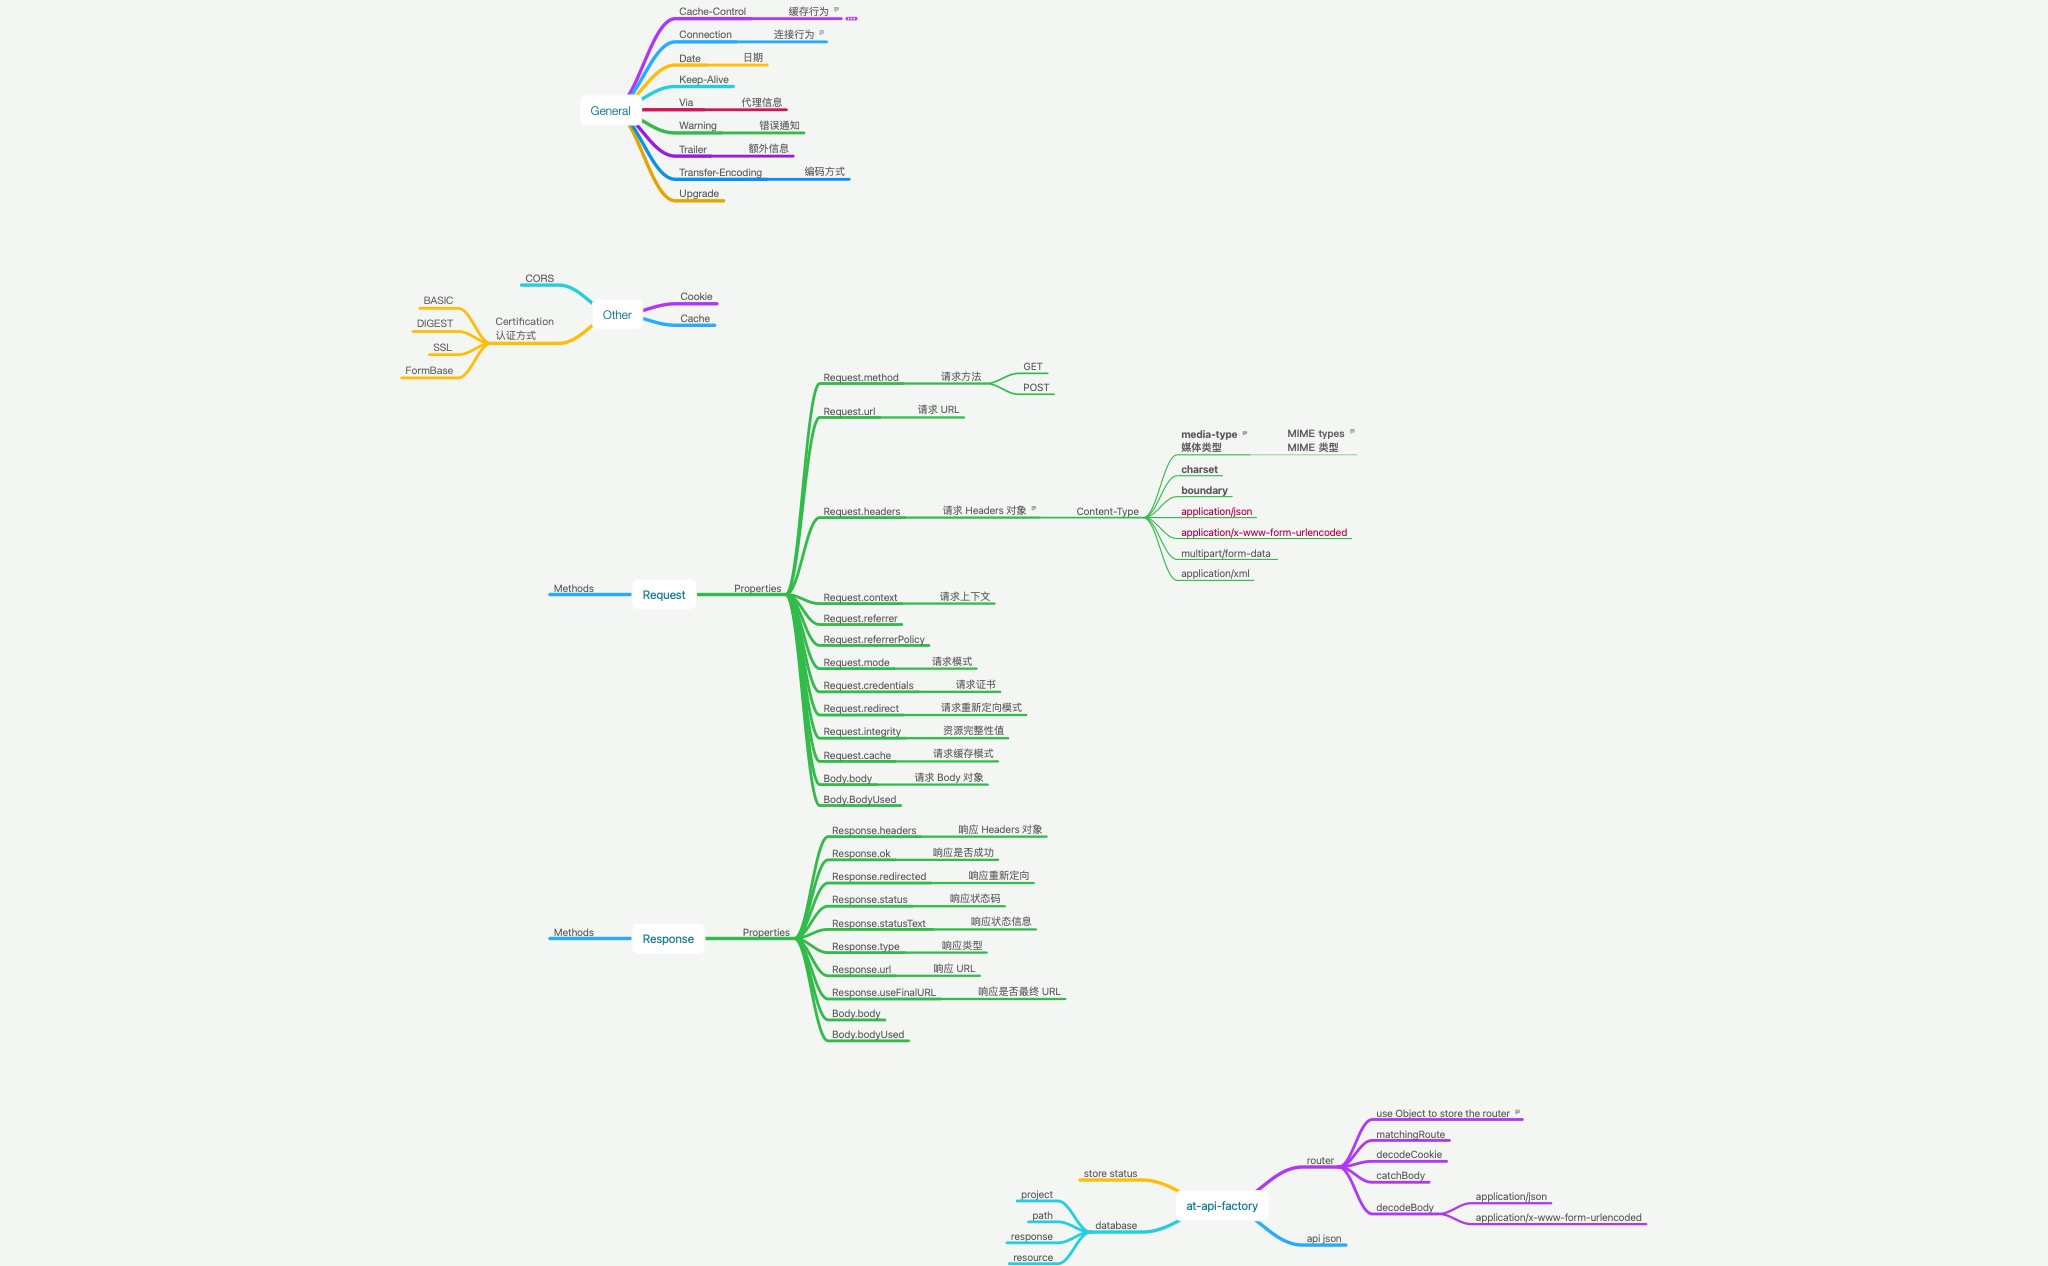 Cache-Control 缓存行为
Connection 连接行为
Date 日期
Keep-Alive
General
Via 代理信息
Warning 错误通知
Trailer 额外信息
Transfer-Encoding 编码方式
Upgrade
CORS
BASIC
DIGEST
SSL
FormBase
Certification
认证方式
Other
Cookie
Cache
Request.method 请求方法
GET
POST
Request.url 请求 URL
media-type
媒体类型
MIME types
MIME 类型
charset
boundary
Request.headers 请求 Headers 对象 Content-Type application/json
application/x-www-form-urlencoded
multipart/form-data
application/xml
Methods Request Properties
Request.context 请求上下文
Request.referrer
Request.referrerPolicy
Request.mode 请求模式
Request.credentials 请求证书
Request.redirect 请求重新定向模式
Request.integrity 资源完整性值
Request.cache 请求缓存模式
Body.body 请求 Body 对象
Body.BodyUsed
Response.headers 响应 Headers 对象
Response.ok 响应是否成功
Response.redirected 响应重新定向
Response.status 响应状态码
Response.statusText 响应状态信息
Methods Response Properties
Response.type 响应类型
Response.url 响应 URL
Response.useFinalURL 响应是否最终 URL
Body.body
Body.bodyUsed
use Object to store the router
matchingRoute
decodeCookie
router
catchBody
decodeBody
application/json
application/x-www-form-urlencoded
store status
at-api-factory
project
path
database
response
resource
api json